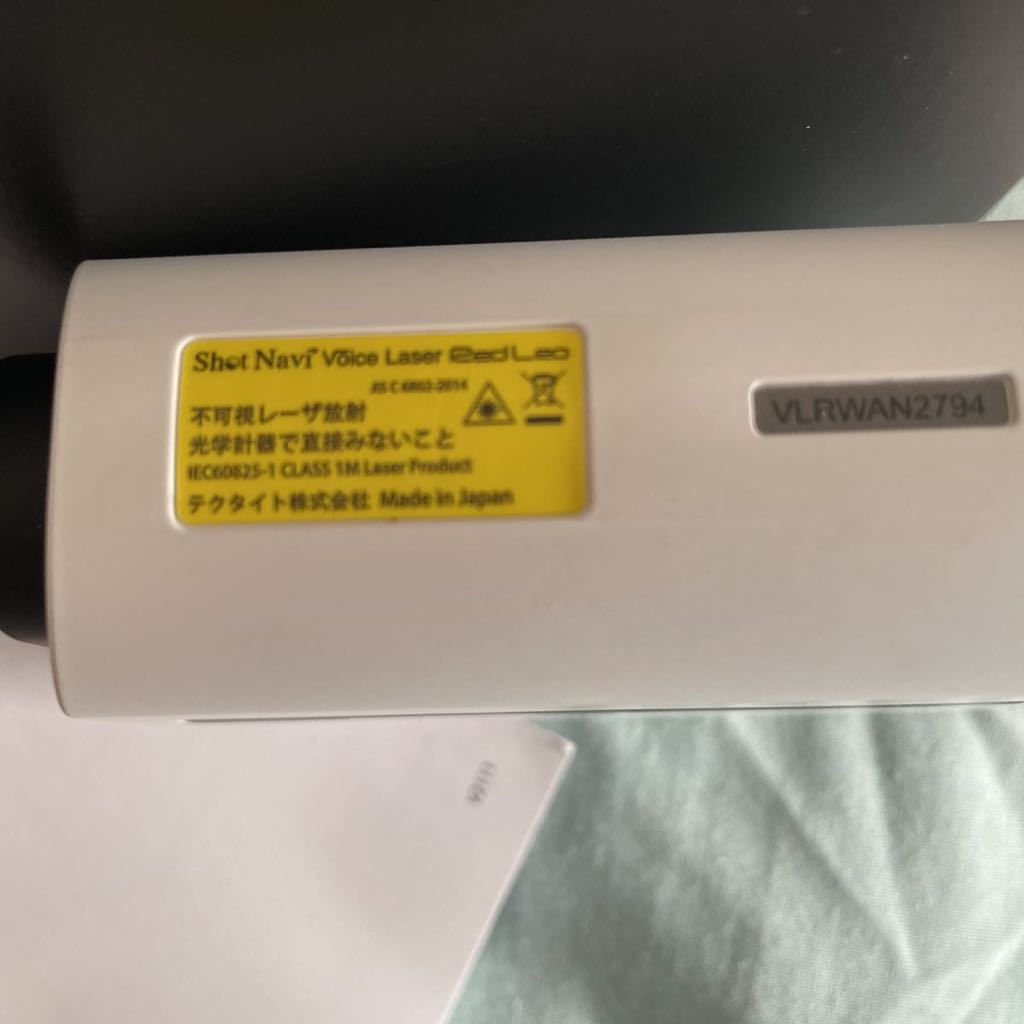 Shot Navi Voice Laser Red Leo
JIS C 6802-2014
不可視レーザ放射
光学計器で直接みないこと
IEC60825-1 CLASS 1M Laser Product
テクタイト株式会社 Made in Japan
VLRWAN2794